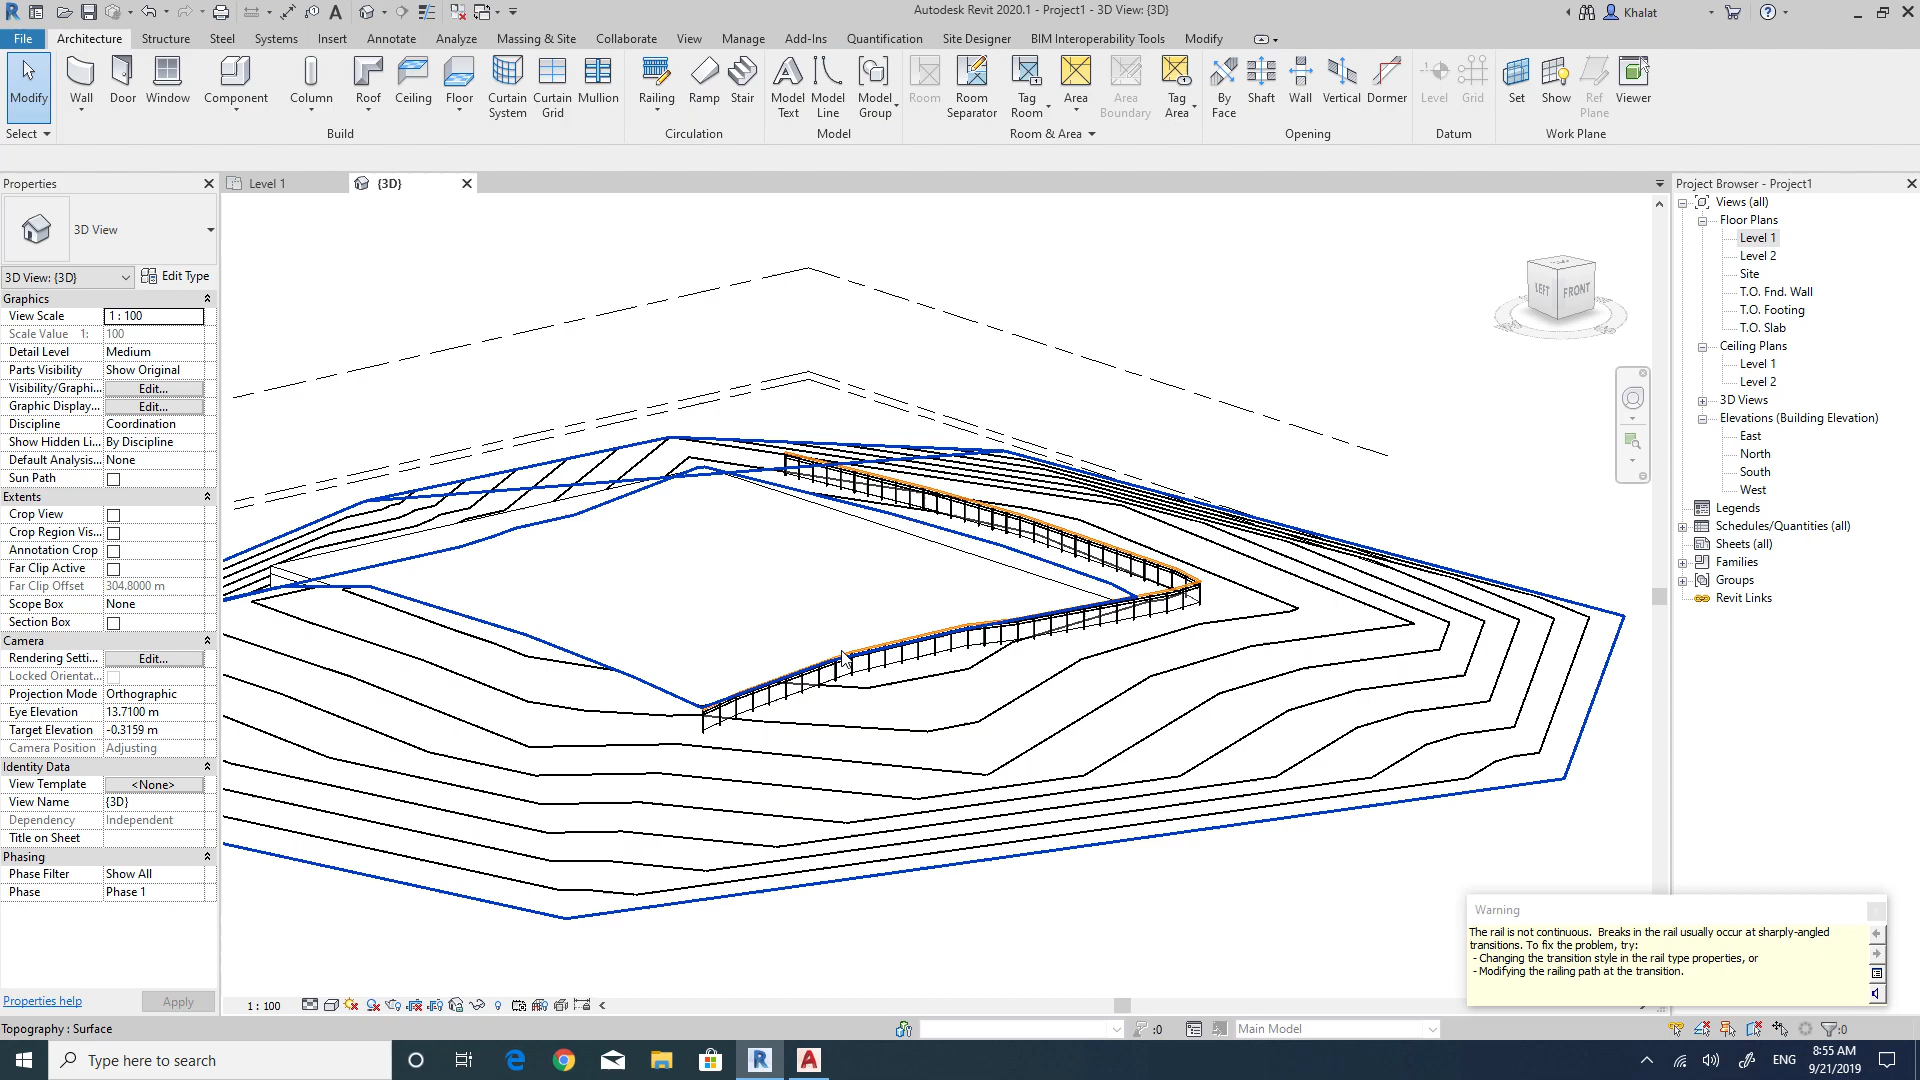 Autodesk Revit 2020.1 - Project1 - 3D View: {3D}
Khalat
File
Architecture
Structure
Steel
Systems
Insert
Annotate
Analyze
Massing & Site
Collaborate
View
Manage
Add-Ins
Quantification
Site Designer
BIM Interoperability Tools
Modify
Modify
Wall
Door
Window
Component
Column
Roof
Ceiling
Floor
Curtain System
Curtain Grid
Mullion
Railing
Ramp
Stair
Model Text
Model Line
Model Group
Room
Room Separator
Tag Room
Area
Area Boundary
Tag Area
By Face
Shaft
Wall
Vertical
Dormer
Level
Grid
Set
Show
Ref Plane
Viewer
Select
Build
Circulation
Model
Room & Area
Opening
Datum
Work Plane
Properties
3D View
3D View: {3D}
Edit Type
Graphics
View Scale 1 : 100
Scale Value 1: 100
Detail Level Medium
Parts Visibility Show Original
Visibility/Graphi... Edit...
Graphic Display... Edit...
Discipline Coordination
Show Hidden Li... By Discipline
Default Analysis... None
Sun Path
Extents
Crop View
Crop Region Vis...
Annotation Crop
Far Clip Active
Far Clip Offset 304.8000 m
Scope Box None
Section Box
Camera
Rendering Setti... Edit...
Locked Orientat...
Projection Mode Orthographic
Eye Elevation 13.7100 m
Target Elevation -0.3159 m
Camera Position Adjusting
Identity Data
View Template <None>
View Name {3D}
Dependency Independent
Title on Sheet
Phasing
Phase Filter Show All
Phase Phase 1
Properties help
Apply
Level 1
{3D}
LEFT
FRONT
Project Browser - Project1
Views (all)
Floor Plans
Level 1
Level 2
Site
T.O. Fnd. Wall
T.O. Footing
T.O. Slab
Ceiling Plans
Level 1
Level 2
3D Views
Elevations (Building Elevation)
East
North
South
West
Legends
Schedules/Quantities (all)
Sheets (all)
Families
Groups
Revit Links
Warning
The rail is not continuous. Breaks in the rail usually occur at sharply-angled
transitions. To fix the problem, try:
- Changing the transition style in the rail type properties, or
- Modifying the railing path at the transition.
1 : 100
Topography : Surface
:0
Main Model
:0
Type here to search
ENG
8:55 AM
9/21/2019